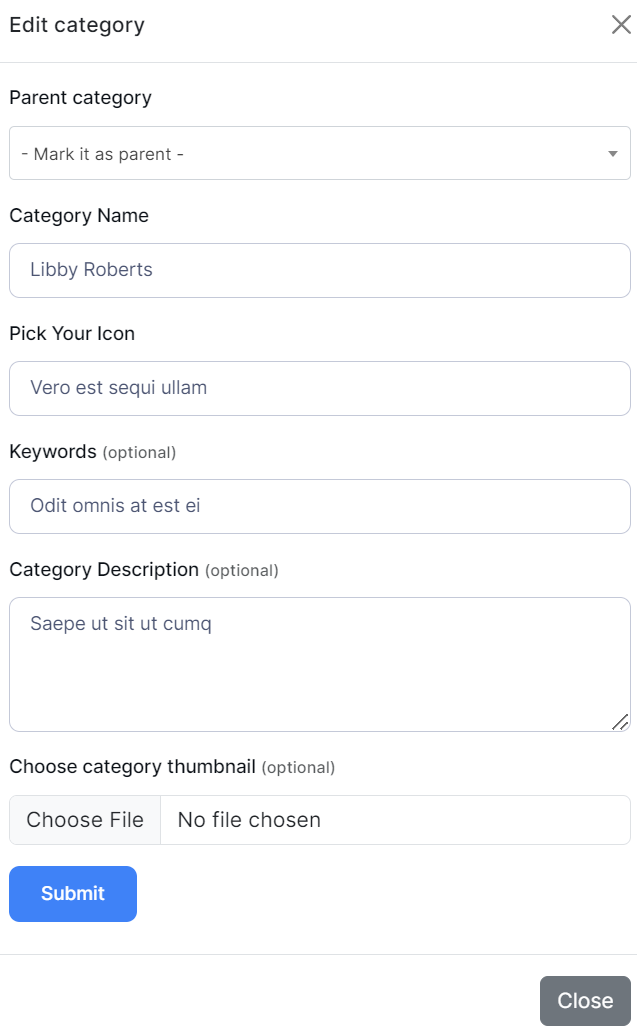 Edit category
Parent category
- Mark it as parent -
Category Name
Libby Roberts
Pick Your Icon
Vero est sequi ullam
Keywords (optional)
Odit omnis at est ei
Category Description (optional)
Saepe ut sit ut cumq
Choose category thumbnail (optional)
Choose File No file chosen
Submit
Close